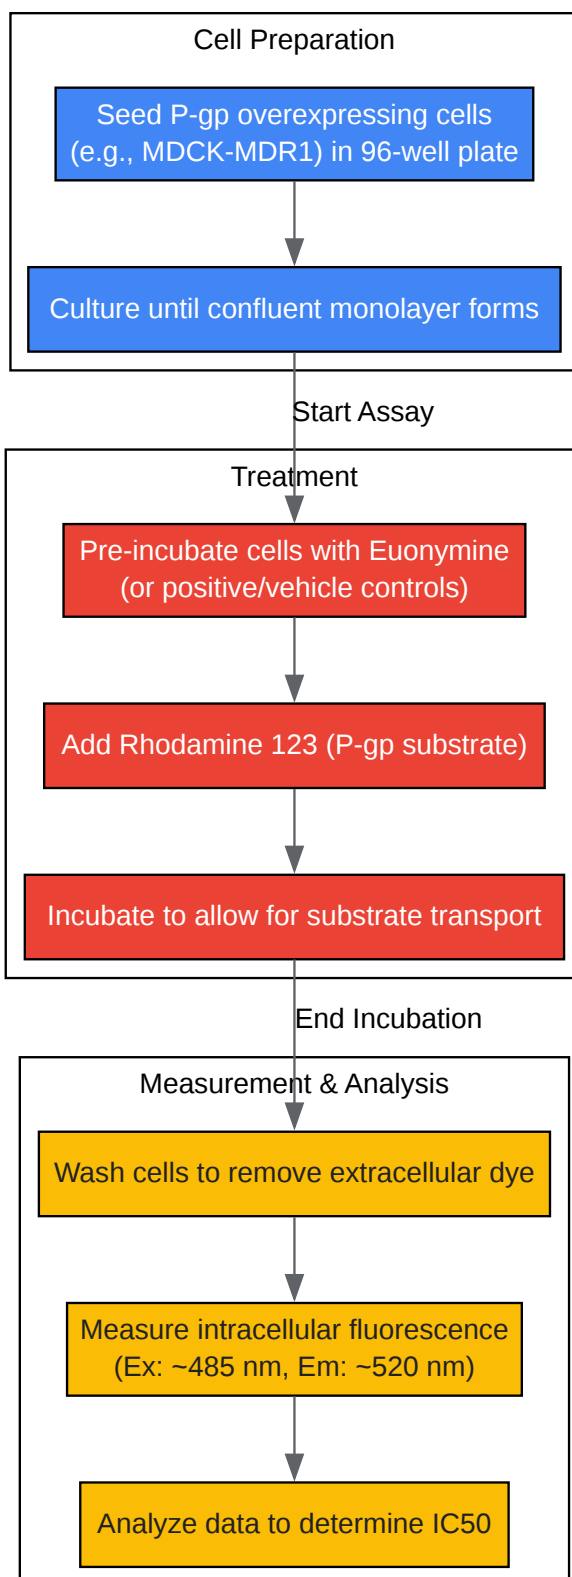 Cell Preparation
Seed P-gp overexpressing cells
(e.g., MDCK-MDR1) in 96-well plate
Culture until confluent monolayer forms
Start Assay
Treatment
Pre-incubate cells with Euonymine
(or positive/vehicle controls)
Add Rhodamine 123 (P-gp substrate)
Incubate to allow for substrate transport
End Incubation
Measurement & Analysis
Wash cells to remove extracellular dye
Measure intracellular fluorescence
(Ex: ~485 nm, Em: ~520 nm)
Analyze data to determine IC50